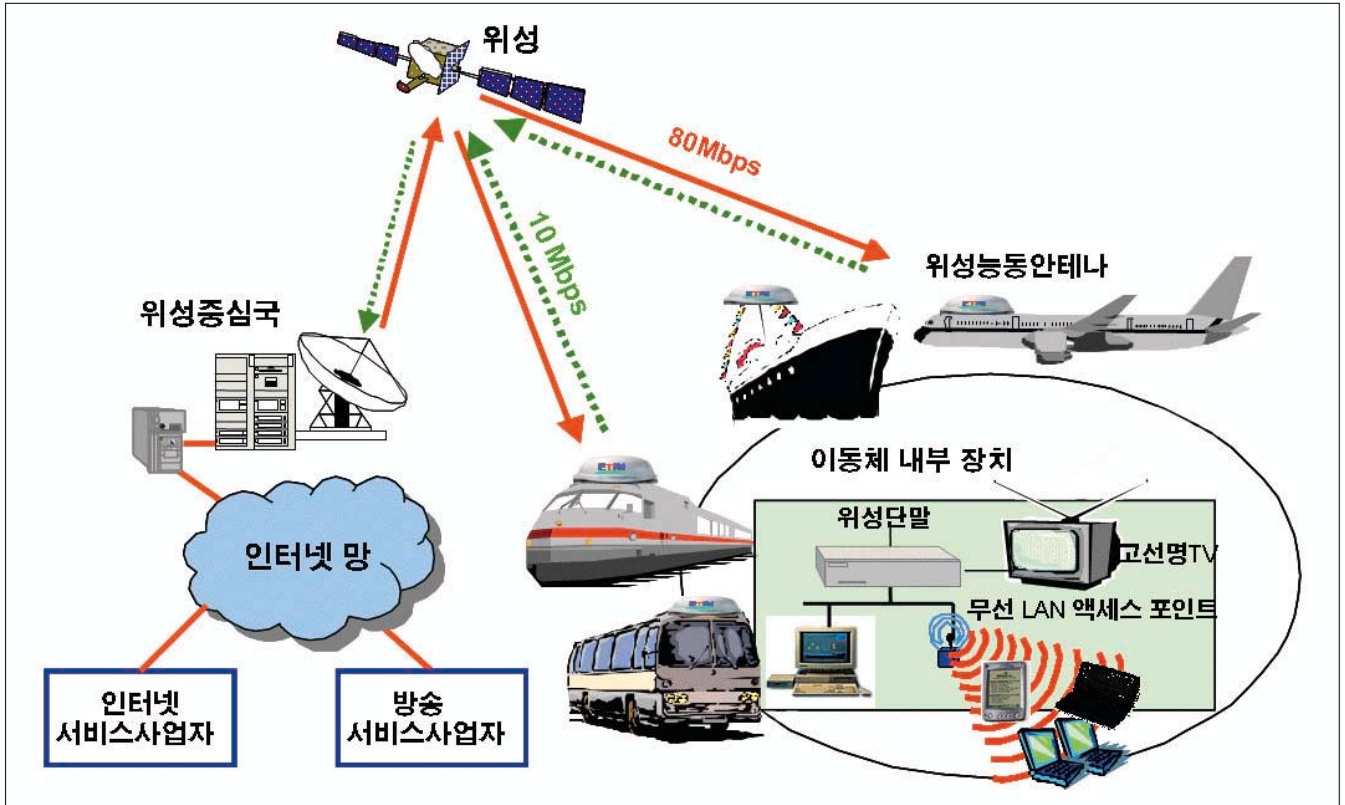 위성
80Mbps
10 Mbps
위성능동안테나
위성중심국
이동체 내부 장치
위성단말
고선명TV
인터넷 망
무선 LAN 액세스 포인트
인터넷
서비스사업자
방송
서비스사업자